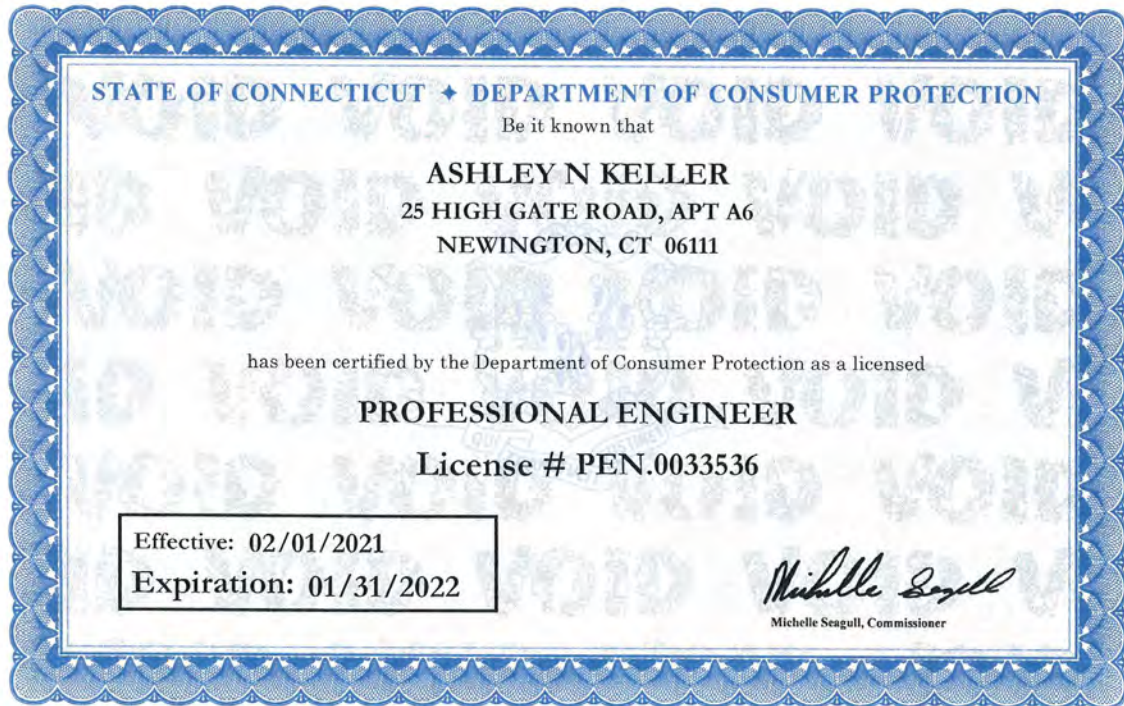 STATE OF CONNECTICUT ✦ DEPARTMENT OF CONSUMER PROTECTION
Be it known that
ASHLEY N KELLER
25 HIGH GATE ROAD, APT A6
NEWINGTON, CT 06111
has been certified by the Department of Consumer Protection as a licensed
PROFESSIONAL ENGINEER
License # PEN.0033536
Effective: 02/01/2021
Expiration: 01/31/2022
Michelle Seagull
Michelle Seagull, Commissioner